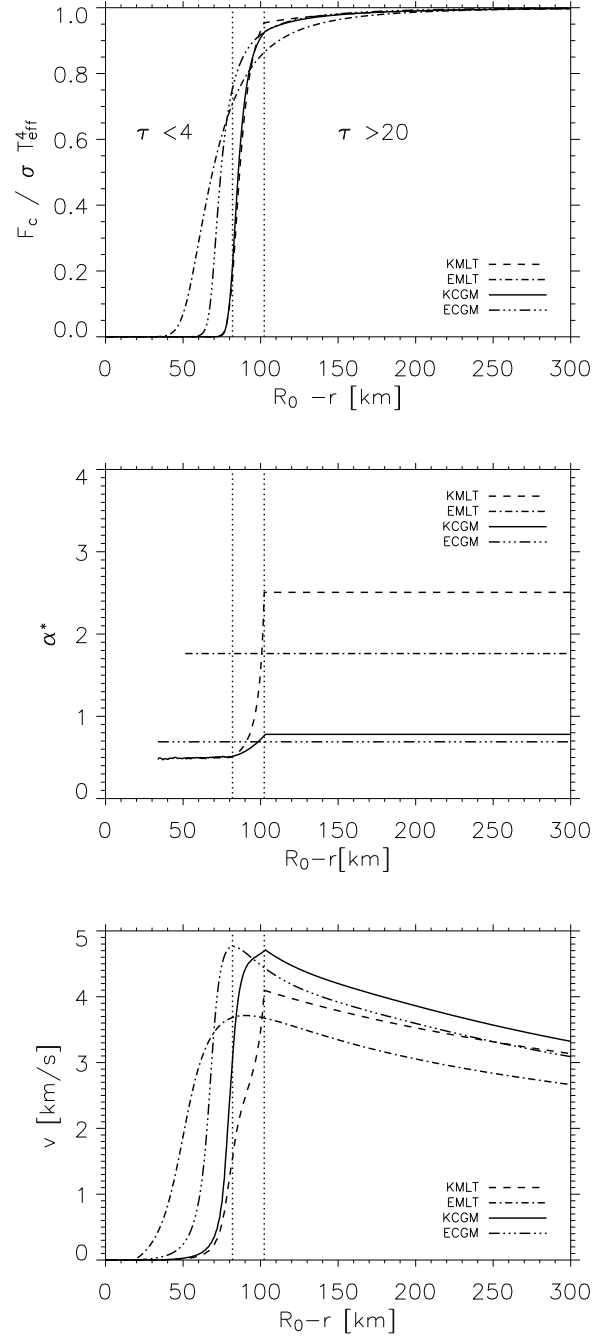 1.0
0.8
0.6
0.4
0.2
0.0
F_c / σ T_eff^4
τ <4
τ >20
KMLT
EMLT
KCGM
ECGM
0 50 100 150 200 250 300
R_0 -r [km]
4
3
2
1
0
α*
KMLT
EMLT
KCGM
ECGM
0 50 100 150 200 250 300
R_0-r[km]
5
4
3
2
1
0
v [km/s]
KMLT
EMLT
KCGM
ECGM
0 50 100 150 200 250 300
R_0-r [km]